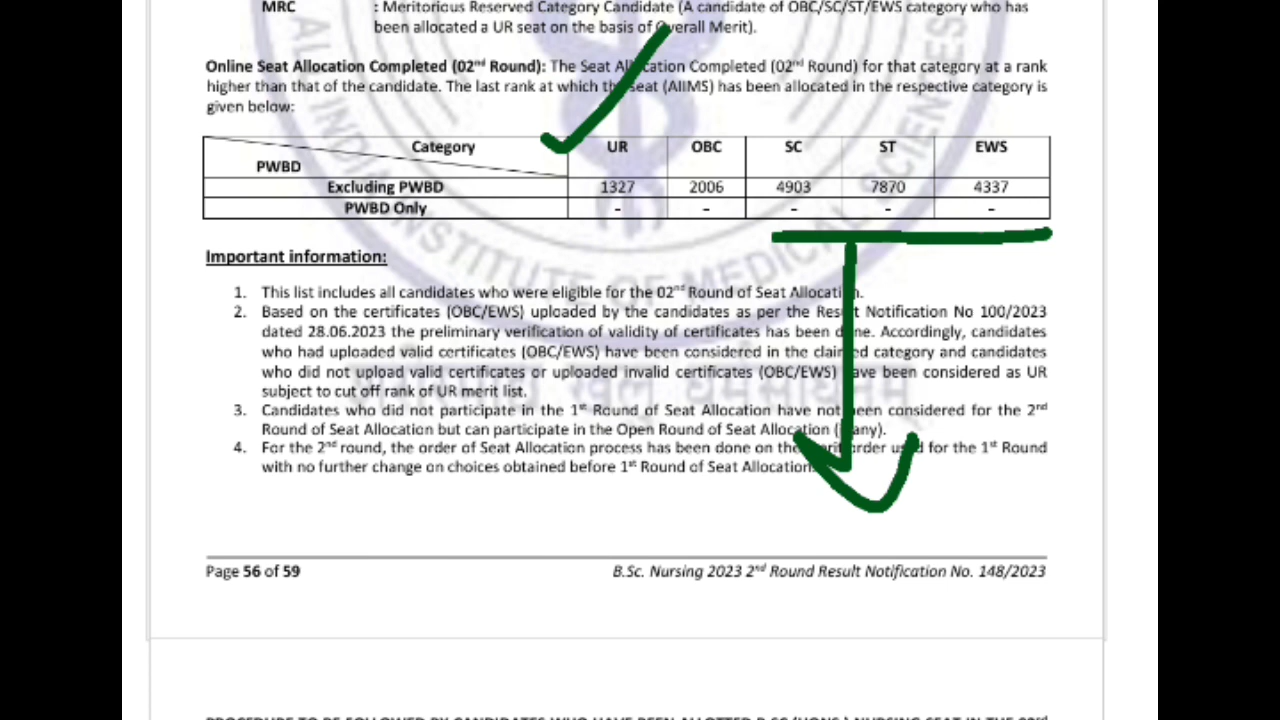 MRC : Meritorious Reserved Category Candidate (A candidate of OBC/SC/ST/EWS category who has
been allocated a UR seat on the basis of Overall Merit).
Online Seat Allocation Completed (02nd Round): The Seat Allocation Completed (02nd Round) for that category at a rank
higher than that of the candidate. The last rank at which the seat (AIIMS) has been allocated in the respective category is
given below:
Category UR OBC SC ST EWS
PWBD
Excluding PWBD 1327 2006 4903 7870 4337
PWBD Only - - - - -
Important information:
1. This list includes all candidates who were eligible for the 02nd Round of Seat Allocation.
2. Based on the certificates (OBC/EWS) uploaded by the candidates as per the Result Notification No 100/2023
dated 28.06.2023 the preliminary verification of validity of certificates has been done. Accordingly, candidates
who had uploaded valid certificates (OBC/EWS) have been considered in the claimed category and candidates
who did not upload valid certificates or uploaded invalid certificates (OBC/EWS) have been considered as UR
subject to cut off rank of UR merit list.
3. Candidates who did not participate in the 1st Round of Seat Allocation have not been considered for the 2nd
Round of Seat Allocation but can participate in the Open Round of Seat Allocation (if any).
4. For the 2nd round, the order of Seat Allocation process has been done on the merit order used for the 1st Round
with no further change on choices obtained before 1st Round of Seat Allocation.
Page 56 of 59 B.Sc. Nursing 2023 2nd Round Result Notification No. 148/2023
ALL INDIA INSTITUTE OF MEDICAL SCIENCES